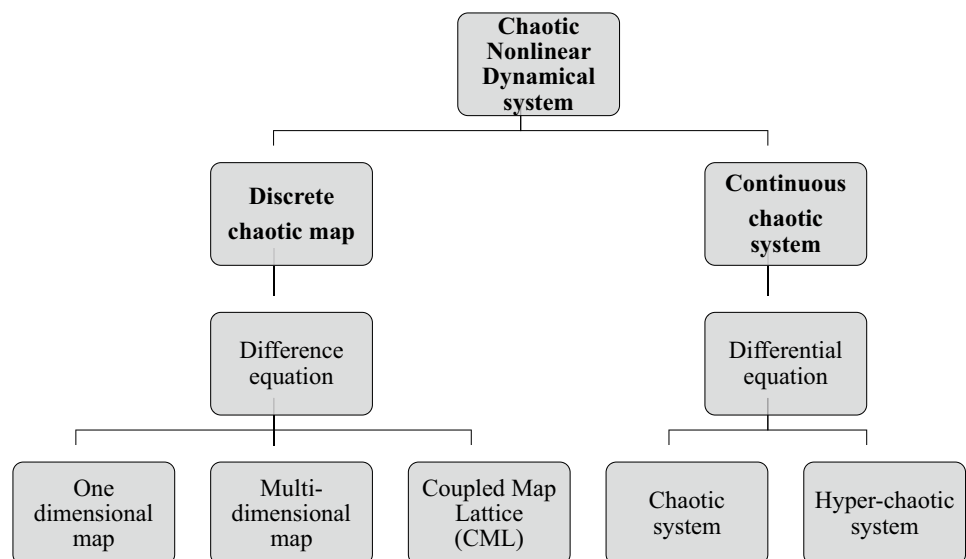 Chaotic
Nonlinear
Dynamical
system
Discrete
chaotic map
Continuous
chaotic
system
Difference
equation
Differential
equation
One
dimensional
map
Multi-
dimensional
map
Coupled Map
Lattice
(CML)
Chaotic
system
Hyper-chaotic
system